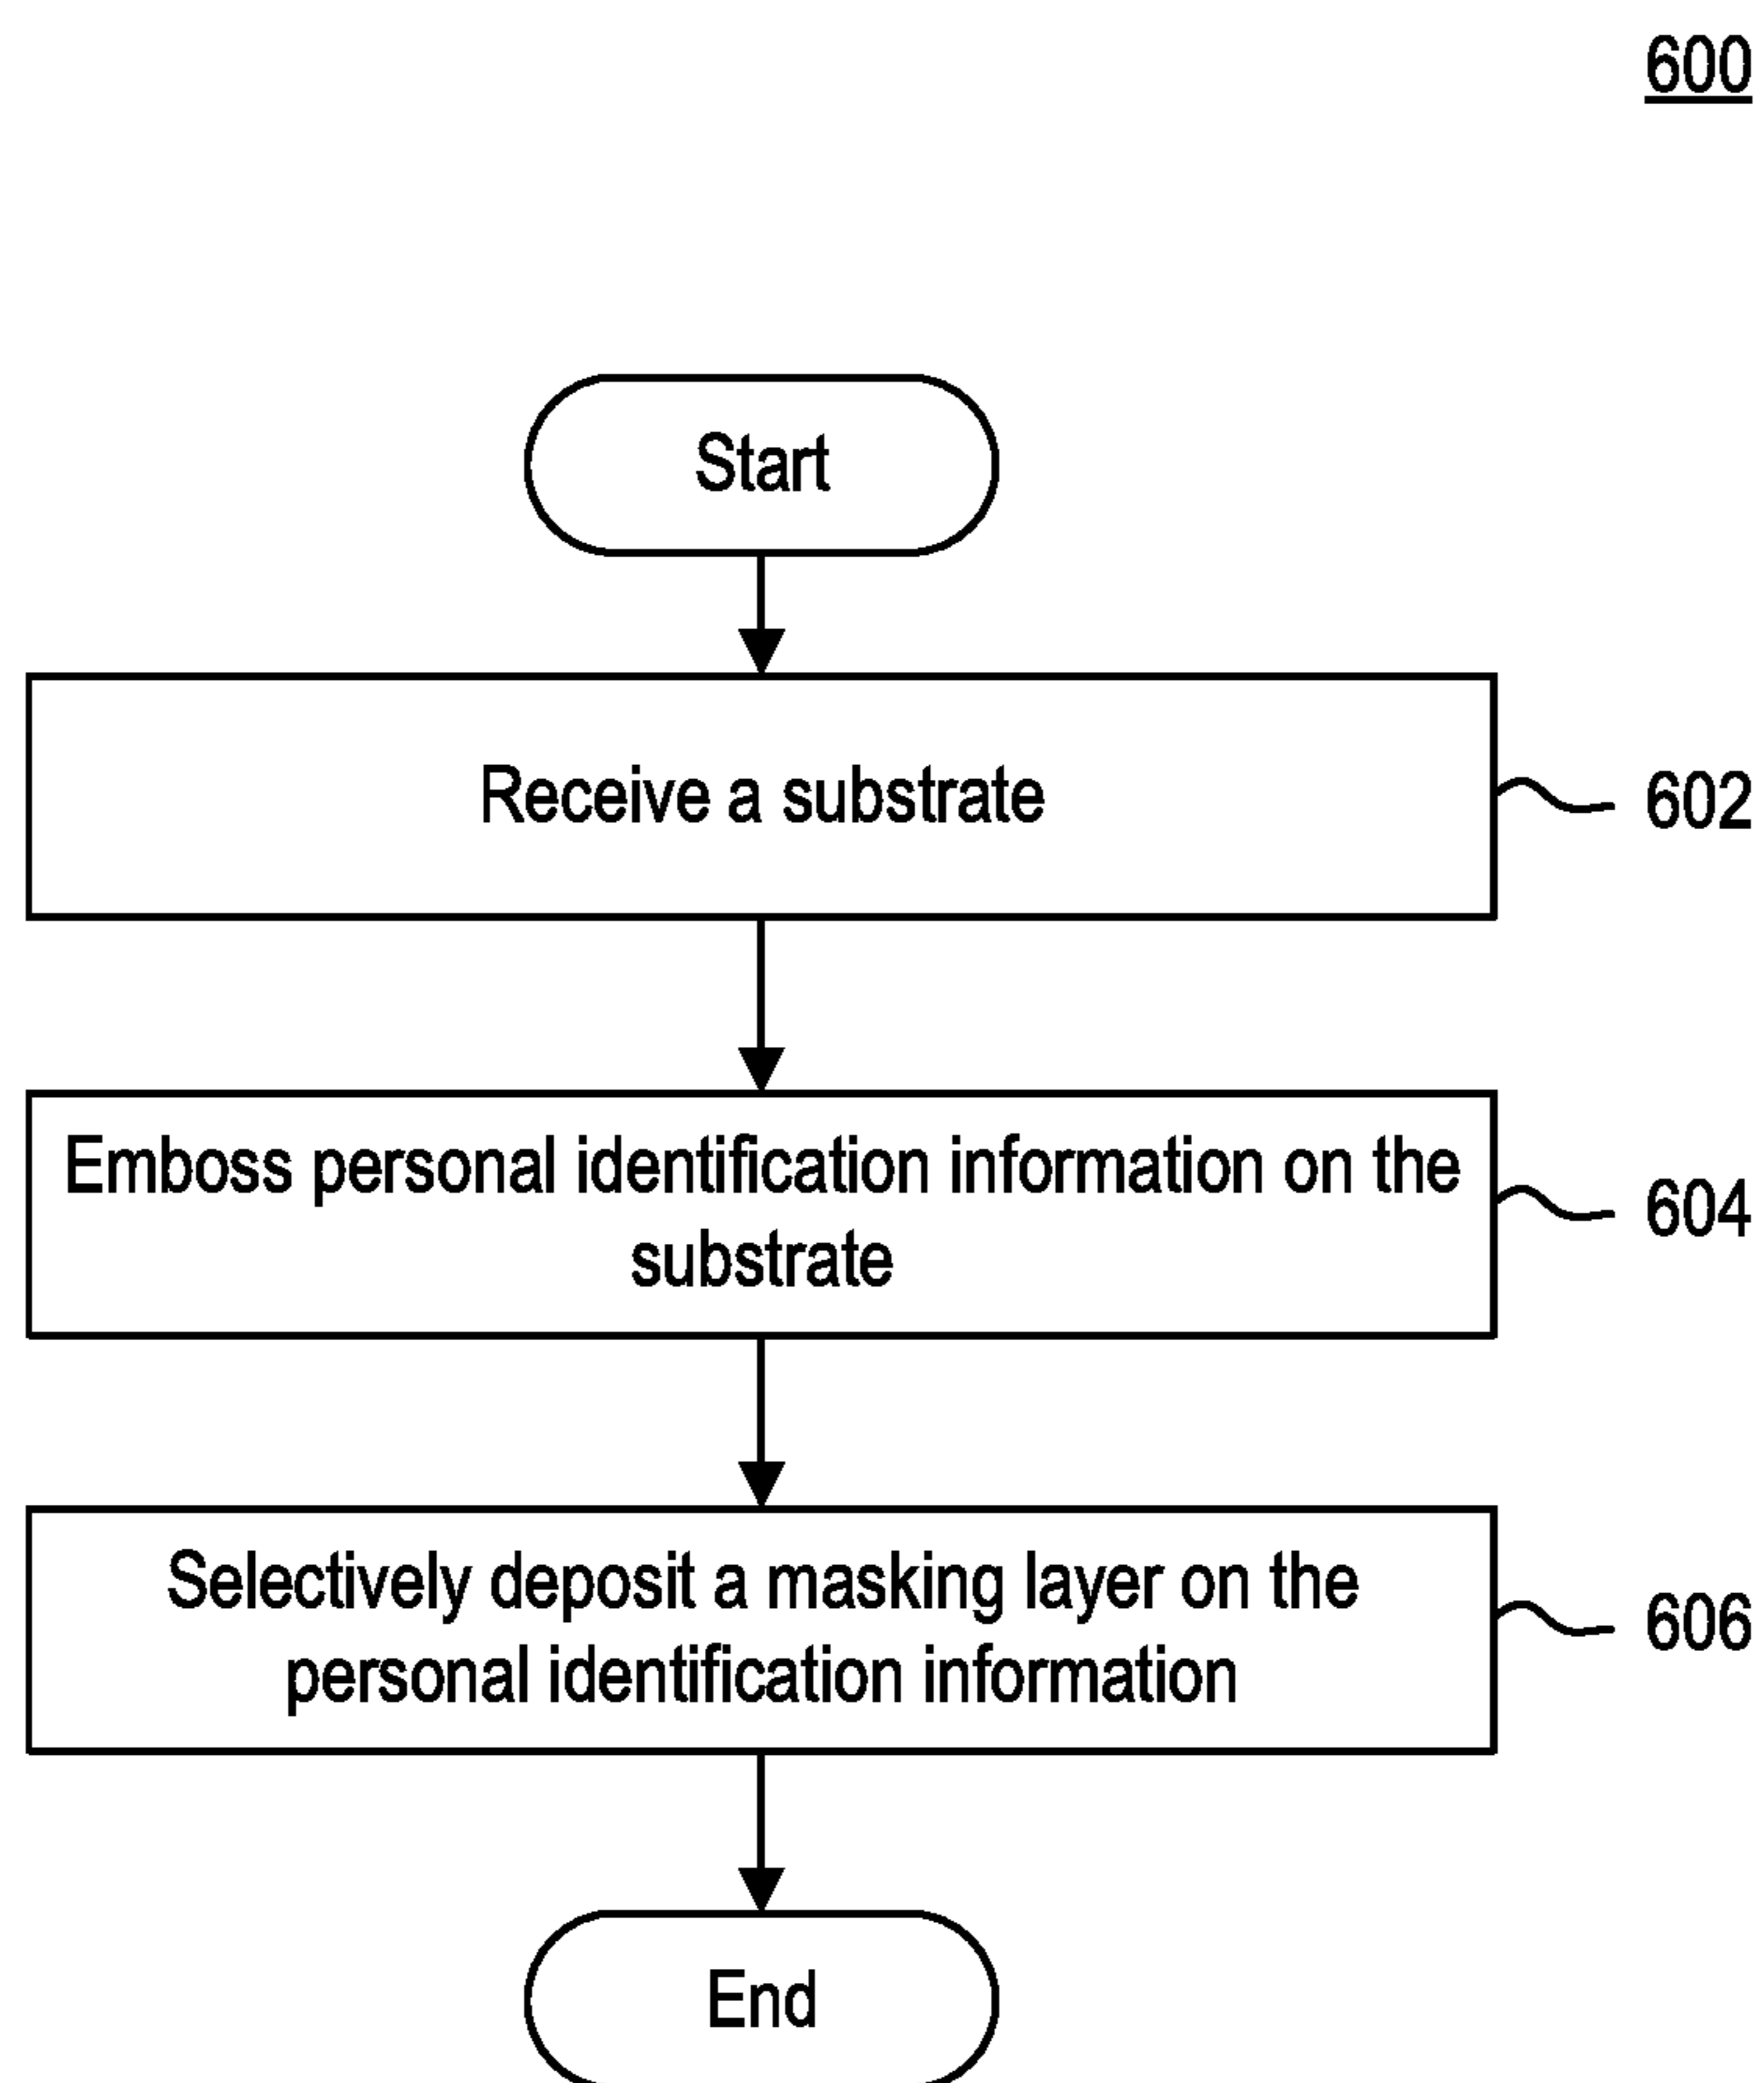 600
Start
Receive a substrate
602
Emboss personal identification information on the
substrate
604
Selectively deposit a masking layer on the
personal identification information
606
End